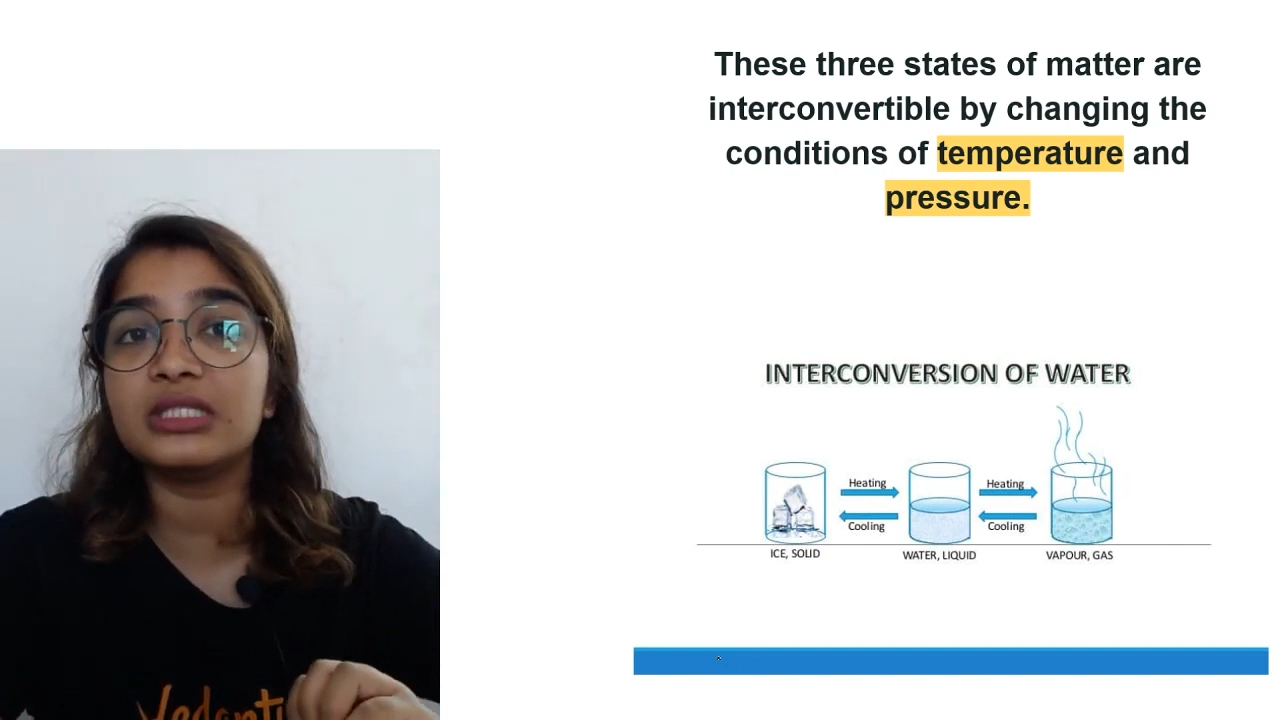 These three states of matter are
interconvertible by changing the
conditions of temperature and
pressure.
INTERCONVERSION OF WATER
Heating
Heating
Cooling
Cooling
ICE, SOLID
WATER, LIQUID
VAPOUR, GAS